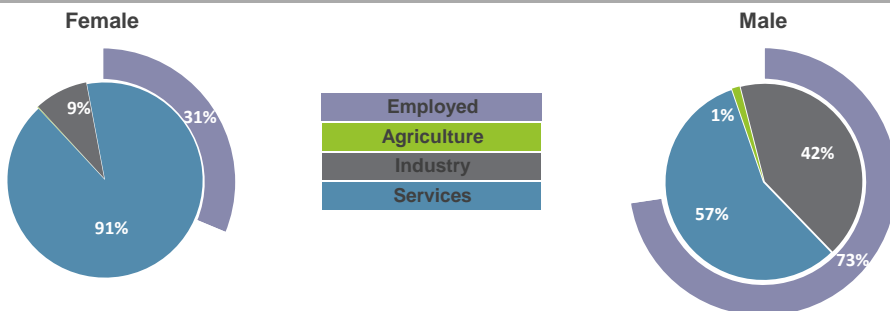 Female
Male
9%
31%
91%
Employed
Agriculture
Industry
Services
1%
42%
57%
73%